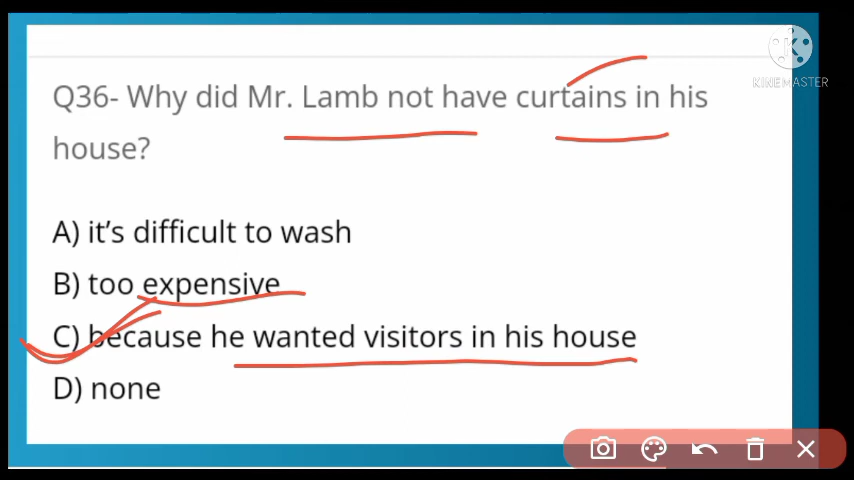 KINEMASTER
Q36- Why did Mr. Lamb not have curtains in his
house?
A) it’s difficult to wash
B) too expensive
C) because he wanted visitors in his house
D) none